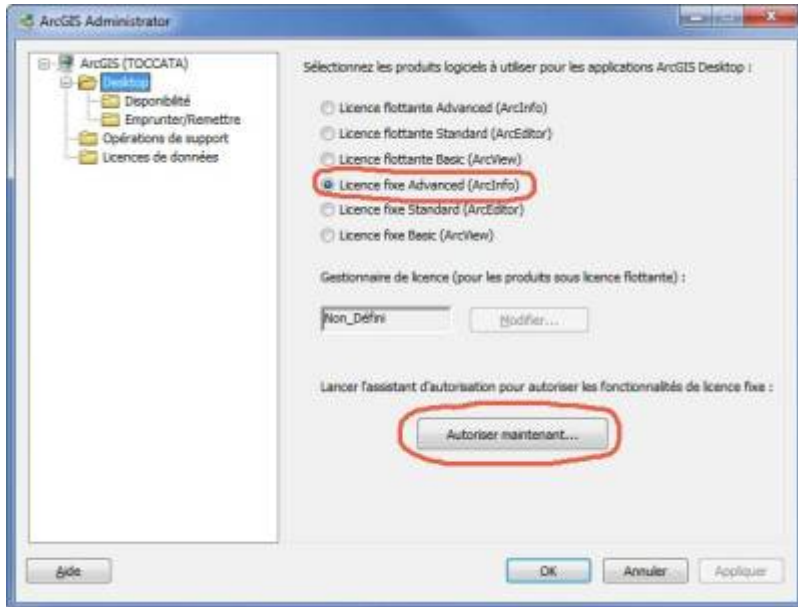 ArcGIS Administrator
ArcGIS (TOCCATA)
Desktop
Disponibilité
Emprunter/Remettre
Opérations de support
Licences de données
Sélectionnez les produits logiciels à utiliser pour les applications ArcGIS Desktop :
Licence flottante Advanced (ArcInfo)
Licence flottante Standard (ArcEditor)
Licence flottante Basic (ArcView)
Licence fixe Advanced (ArcInfo)
Licence fixe Standard (ArcEditor)
Licence fixe Basic (ArcView)
Gestionnaire de licence (pour les produits sous licence flottante) :
Non_Défini
Modifier...
Lancer l'assistant d'autorisation pour autoriser les fonctionnalités de licence fixe :
Autoriser maintenant...
Aide
OK
Annuler
Appliquer